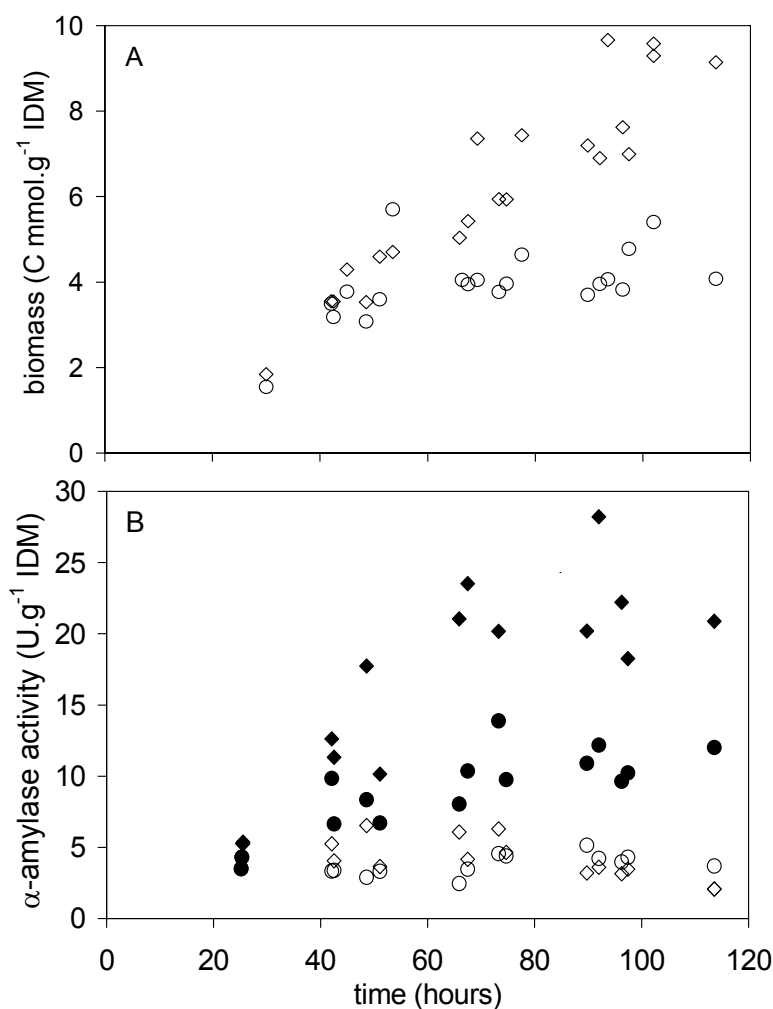 A
biomass (C mmol.g⁻¹ IDM)
10
8
6
4
2
0
B
α-amylase activity (U.g⁻¹ IDM)
30
25
20
15
10
5
0
0 20 40 60 80 100 120
time (hours)